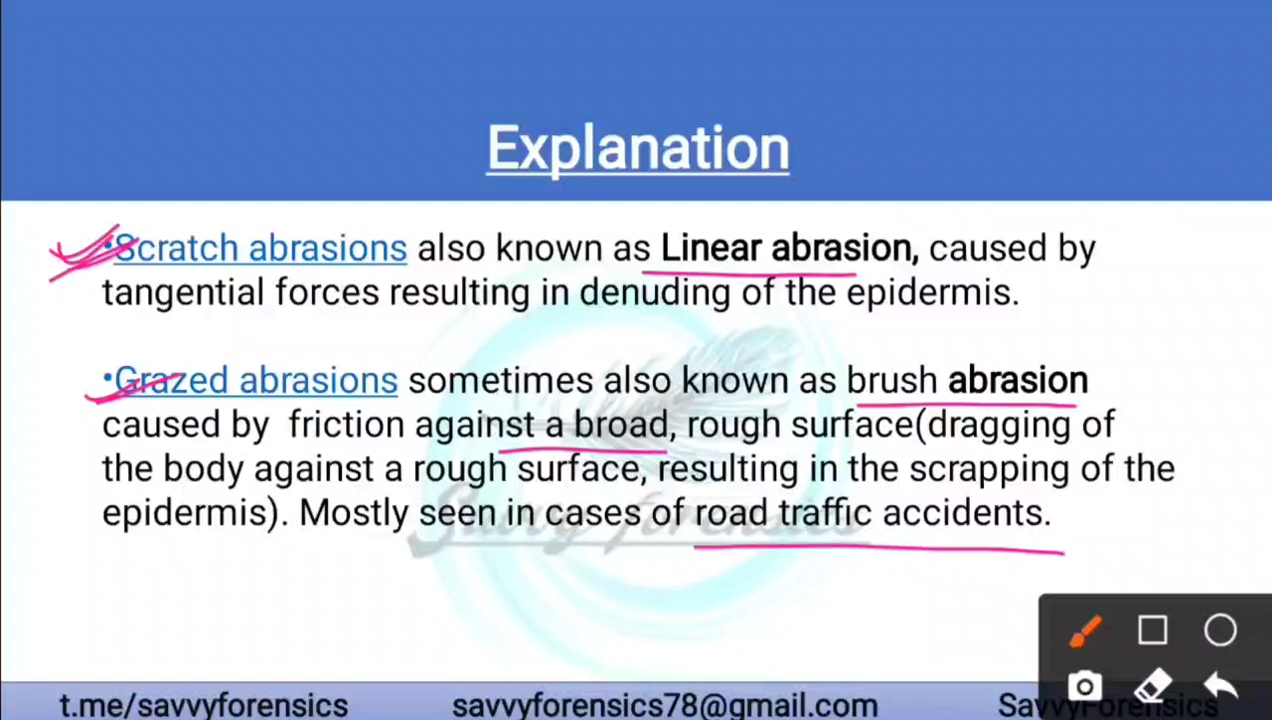 Explanation
•Scratch abrasions also known as Linear abrasion, caused by
tangential forces resulting in denuding of the epidermis.
•Grazed abrasions sometimes also known as brush abrasion
caused by friction against a broad, rough surface(dragging of
the body against a rough surface, resulting in the scrapping of the
epidermis). Mostly seen in cases of road traffic accidents.
Savvy forensics
t.me/savvyforensics savvyforensics78@gmail.com SavvyForensics